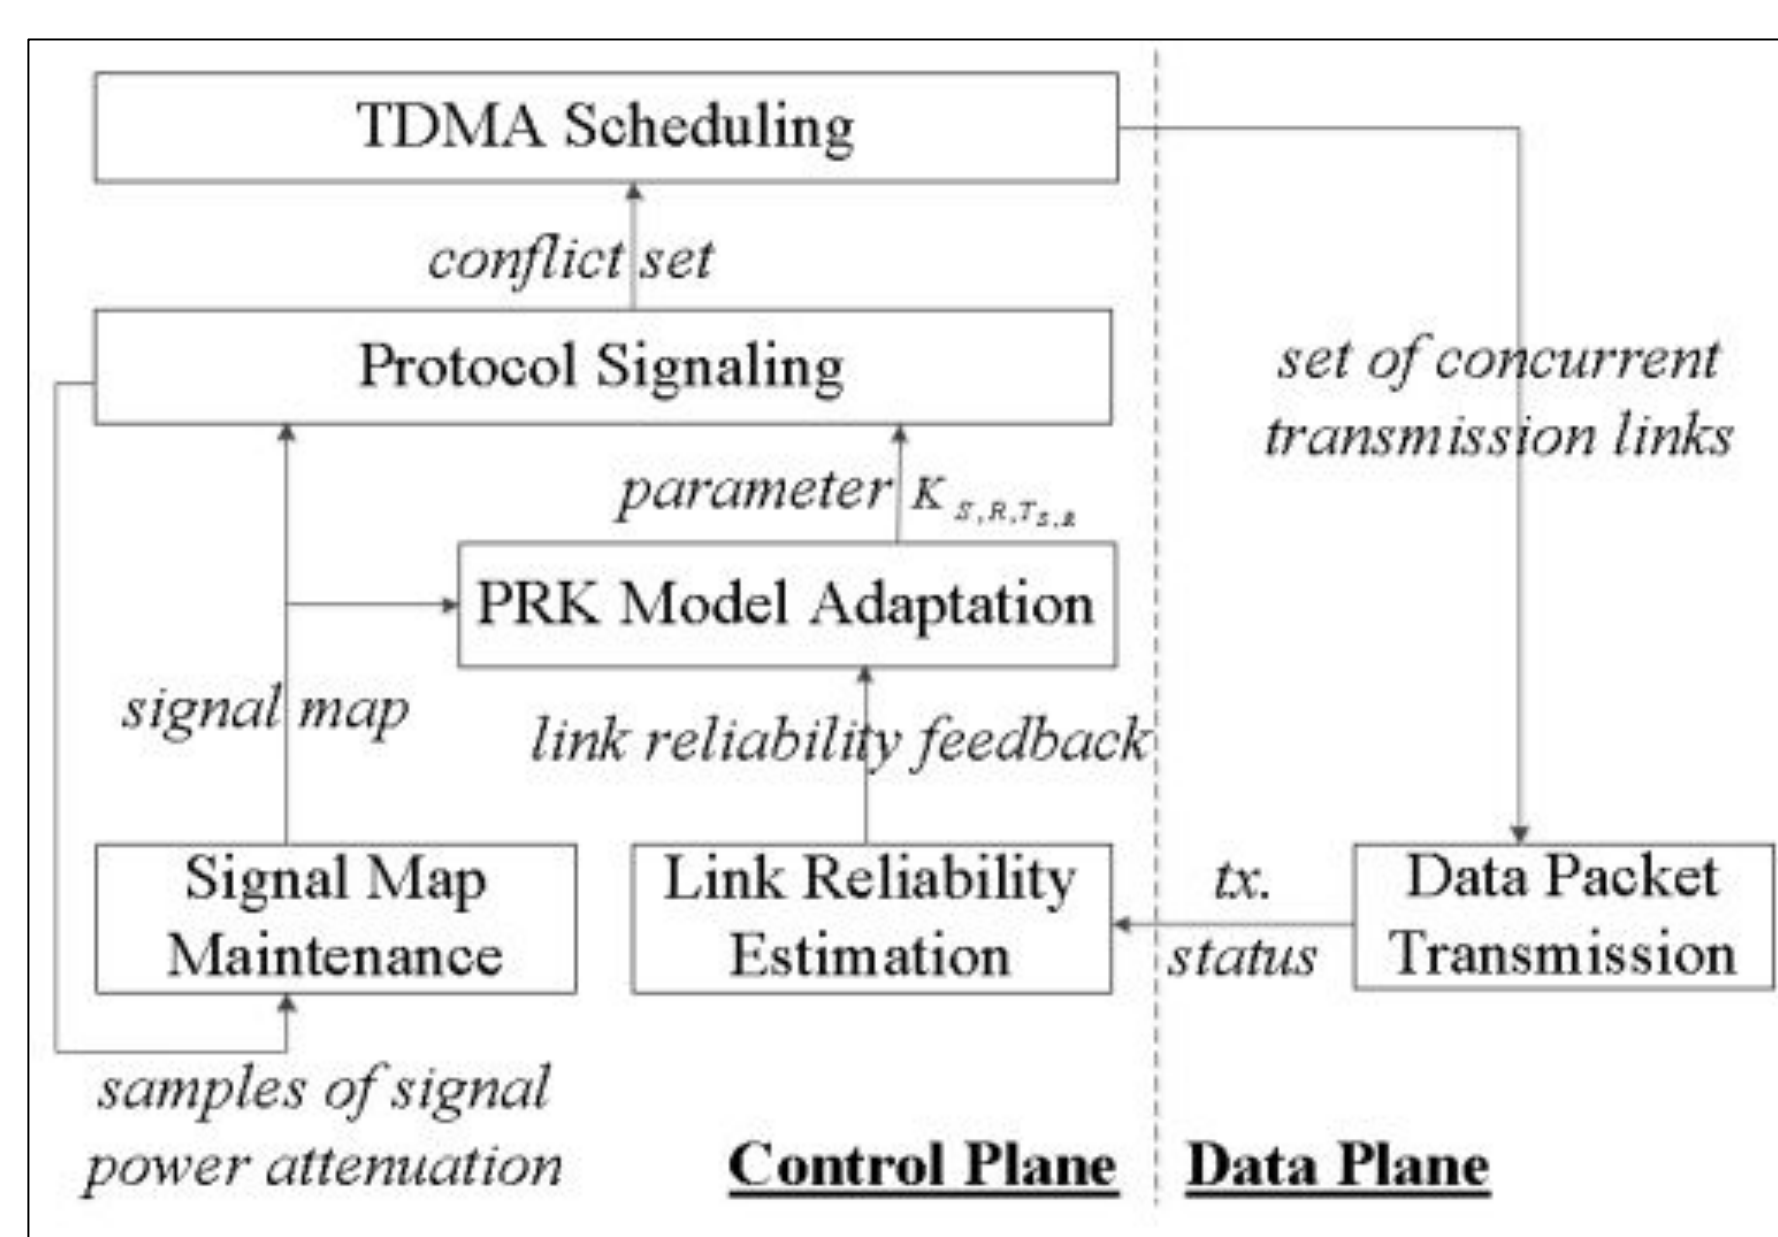 TDMA Scheduling
conflict set
Protocol Signaling
set of concurrent
transmission links
parameter K S,R,T S,R
PRK Model Adaptation
signal map
link reliability feedback
Signal Map
Maintenance
Link Reliability
Estimation
tx.
status
Data Packet
Transmission
samples of signal
power attenuation
Control Plane
Data Plane